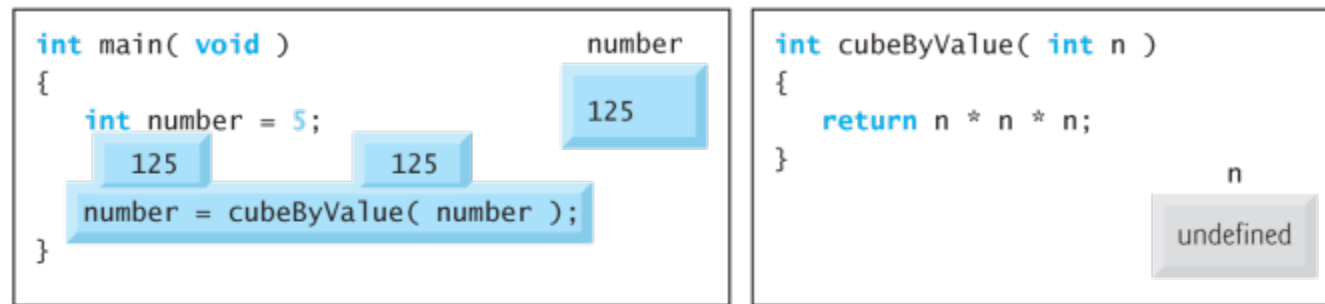 int main( void )
{
int number = 5;
125 125
number = cubeByValue( number );
}
number
125
int cubeByValue( int n )
{
return n * n * n;
}
n
undefined